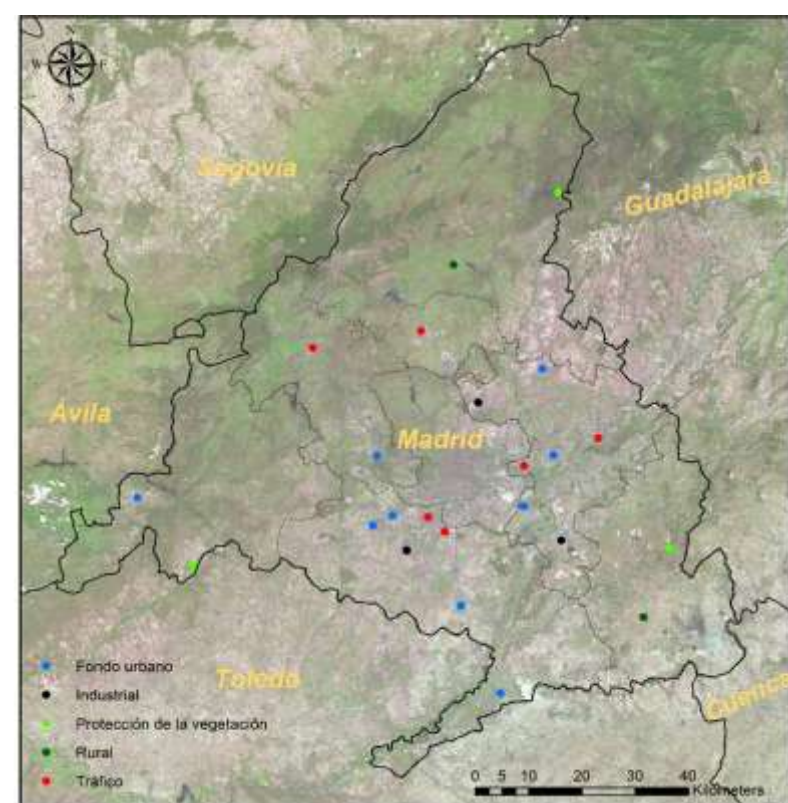 N
W E
S
Segovia
Guadalajara
Avila
Madrid
Toledo
Cuenca
Fondo urbano
Industrial
Protección de la vegetación
Rural
Tráfico
0 5 10 20 30 40
Kilometers